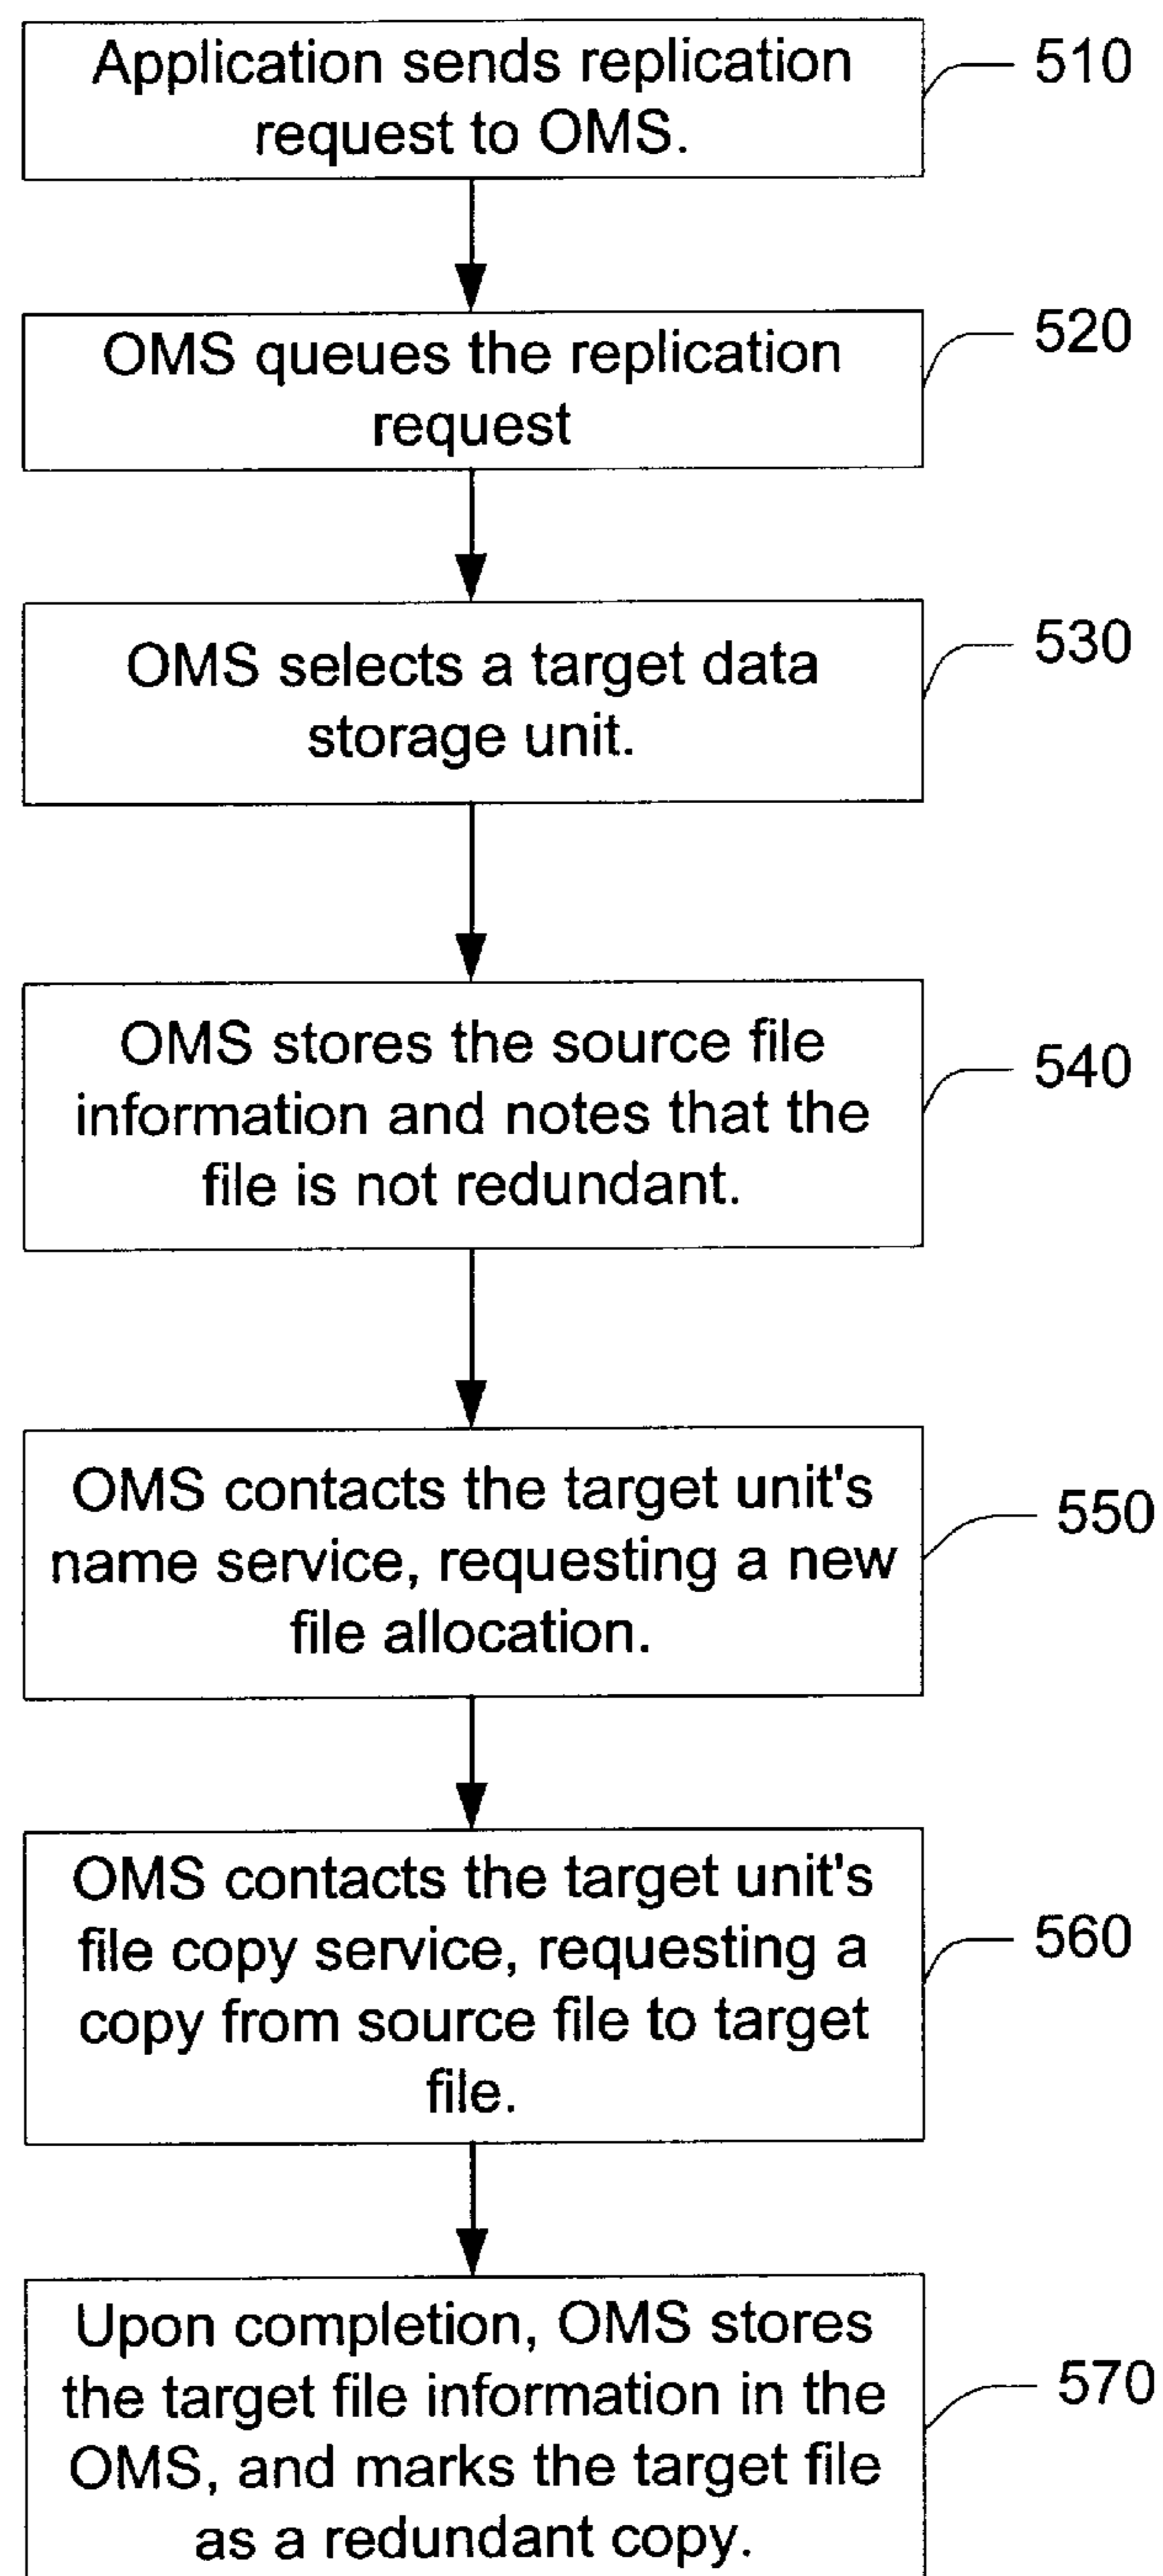 Application sends replication
request to OMS.
510
OMS queues the replication
request
520
OMS selects a target data
storage unit.
530
OMS stores the source file
information and notes that the
file is not redundant.
540
OMS contacts the target unit's
name service, requesting a new
file allocation.
550
OMS contacts the target unit's
file copy service, requesting a
copy from source file to target
file.
560
Upon completion, OMS stores
the target file information in the
OMS, and marks the target file
as a redundant copy.
570